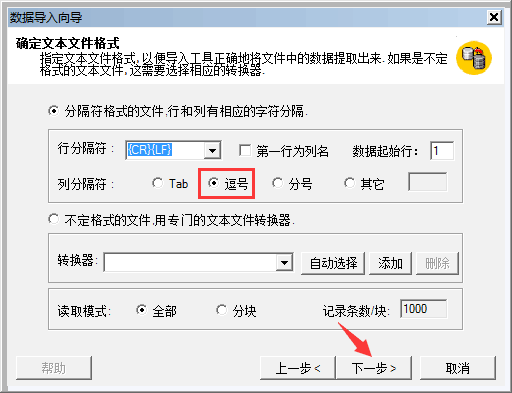 数据导入向导
确定文本文件格式
指定文本文件格式,以便导入工具正确地将文件中的数据提取出来.如果是不定
格式的文本文件,这需要选择相应的转换器.
分隔符格式的文件,行和列有相应的字符分隔.
行分隔符: {CR}{LF} 第一行为列名 数据起始行: 1
列分隔符: Tab 逗号 分号 其它
不定格式的文件,用专门的文本文件转换器.
转换器: 自动选择 添加 删除
读取模式: 全部 分块 记录条数/块: 1000
帮助 上一步< 下一步> 取消